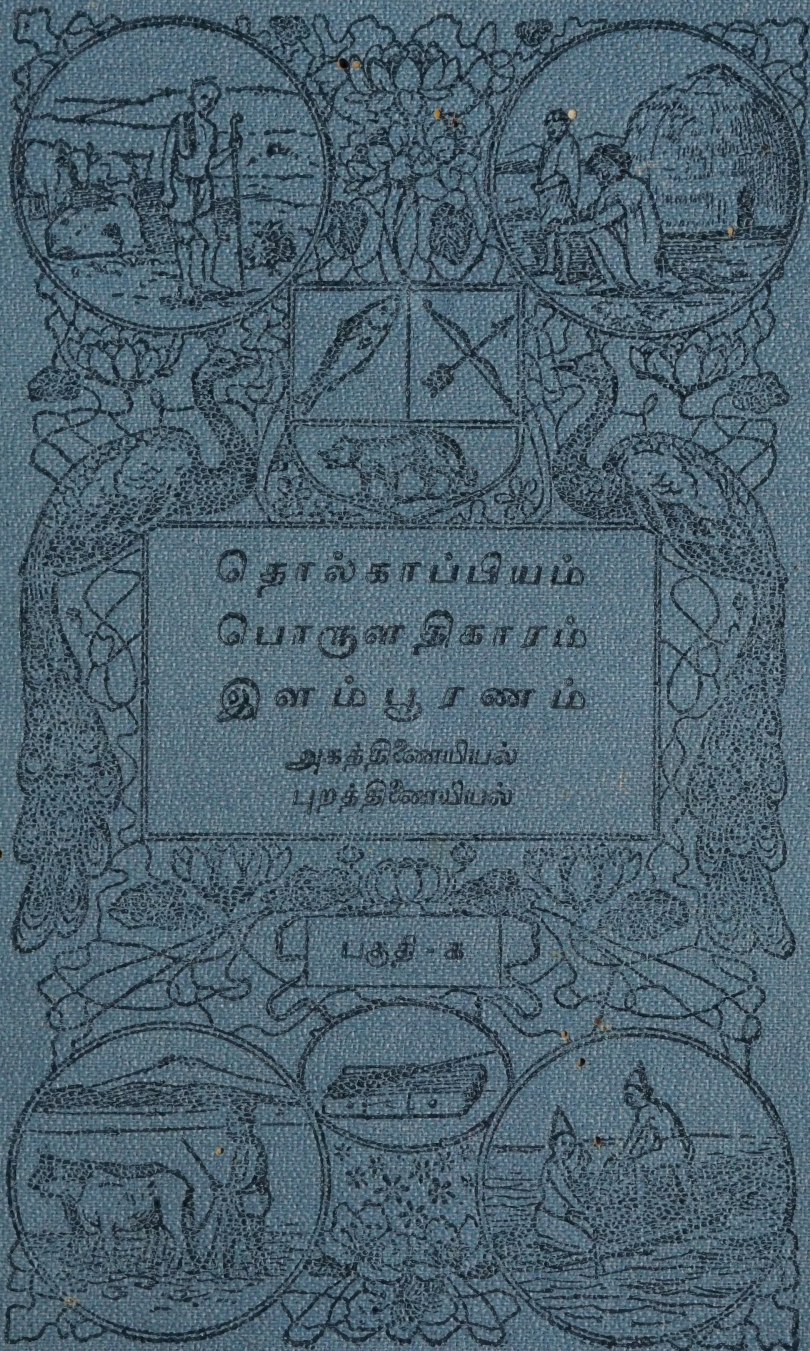 தொல்காப்பியம்
பொருளதிகாரம்
இளம்பூரணம்
அகத்திணையியல்
புறத்திணையியல்
பகுதி - க